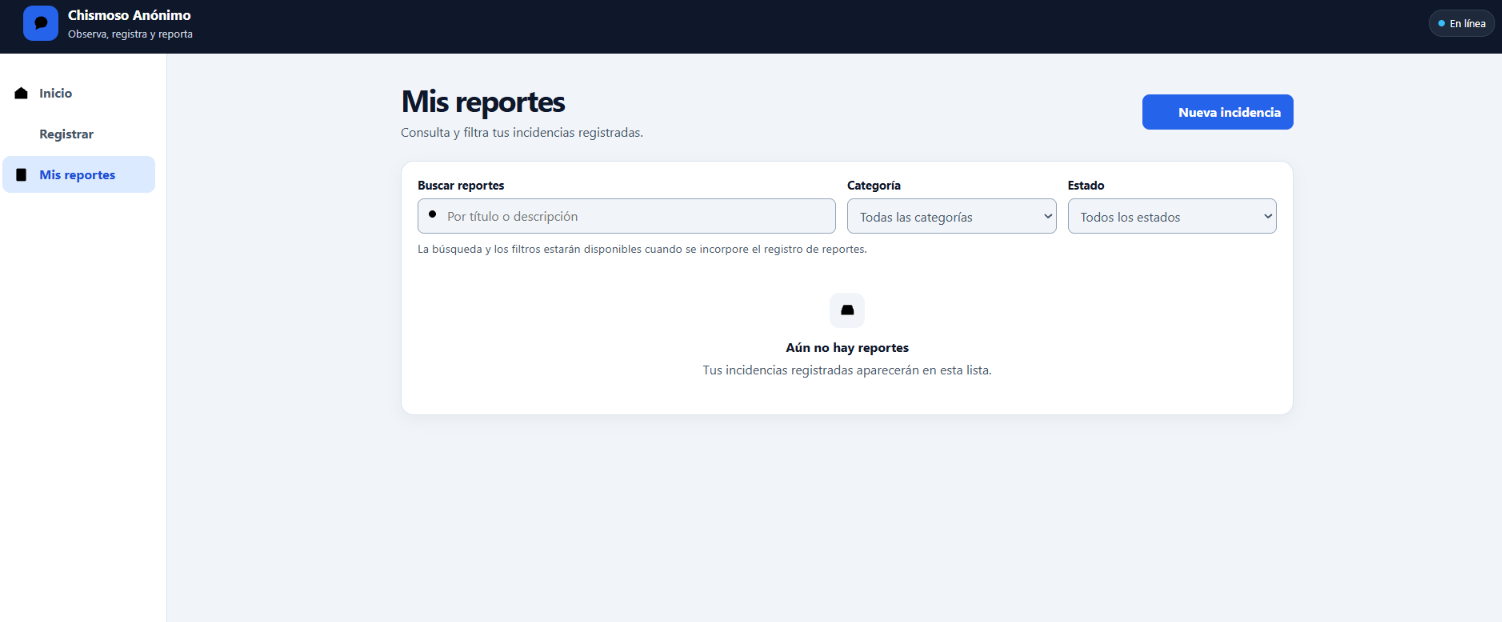 Chismoso Anónimo
Observa, registra y reporta
En línea
Inicio
Registrar
Mis reportes
Mis reportes
Consulta y filtra tus incidencias registradas.
Nueva incidencia
Buscar reportes
Categoría
Estado
Por título o descripción
Todas las categorías
Todos los estados
La búsqueda y los filtros estarán disponibles cuando se incorpore el registro de reportes.
Aún no hay reportes
Tus incidencias registradas aparecerán en esta lista.